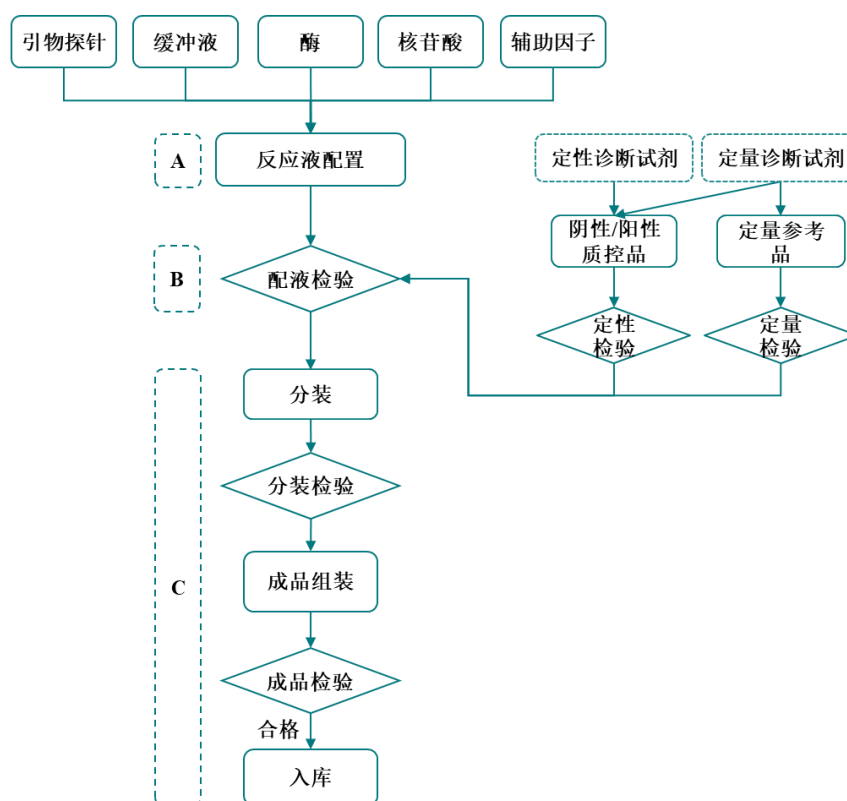 引物探针
缓冲液
酶
核苷酸
辅助因子
A
反应液配置
定性诊断试剂
定量诊断试剂
阴性/阳性
质控品
定量参考
品
B
配液检验
定性
检验
定量
检验
分装
分装检验
C
成品组装
成品检验
合格
入库